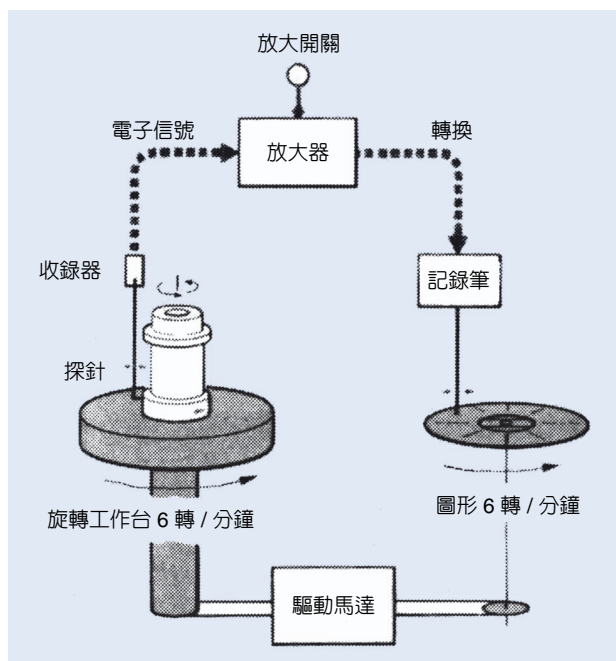 放大開關
電子信號
放大器
轉換
收錄器
記錄筆
探針
旋轉工作台 6 轉 / 分鐘
圖形 6 轉 / 分鐘
驅動馬達